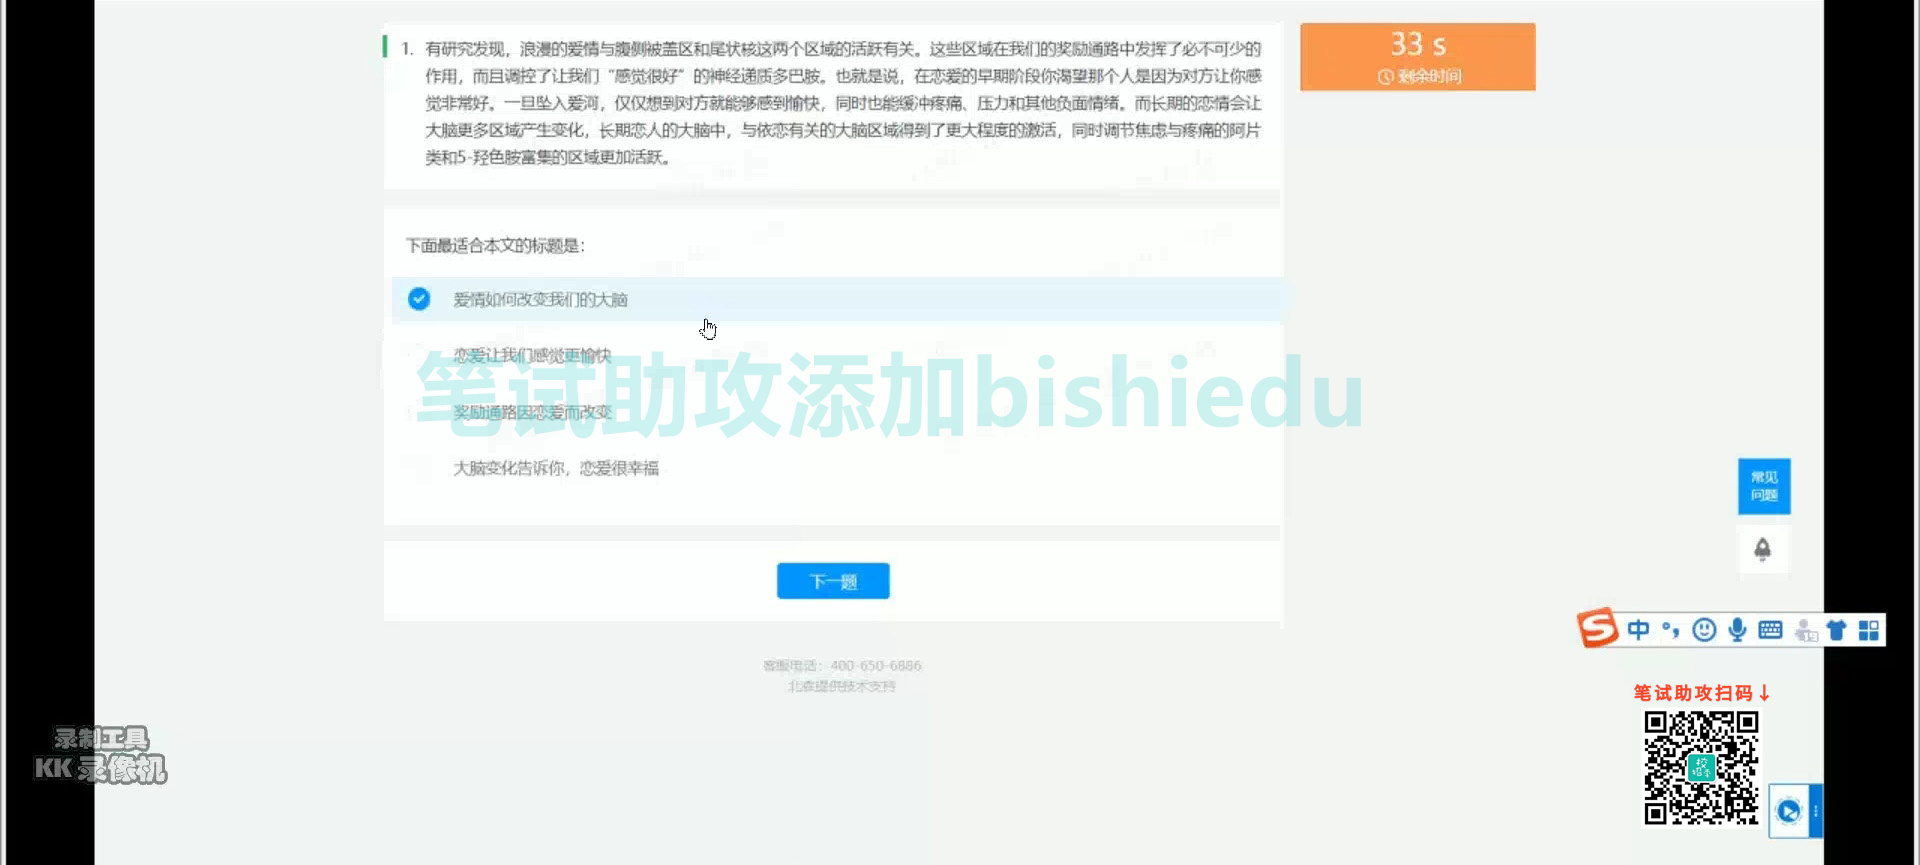 1. 有研究发现，浪漫的爱情与腹侧被盖区和尾状核这两个区域的活跃有关。这些区域在我们的奖励通路中发挥了必不可少的
作用，而且调控了让我们“感觉很好”的神经递质多巴胺。也就是说，在恋爱的早期阶段你渴望那个人是因为对方让你感
觉非常好。一旦坠入爱河，仅仅想到对方就能够感到愉快，同时也能缓冲疼痛、压力和其他负面情绪。而长期的恋情会让
大脑更多区域产生变化，长期恋人的大脑中，与依恋有关的大脑区域得到了更大程度的激活，同时调节焦虑与疼痛的阿片
类和5-羟色胺富集的区域更加活跃。
33 s
剩余时间
下面最适合本文的标题是：
爱情如何改变我们的大脑
恋爱让我们感觉更愉快
笔试助攻添加bishiedu
奖励通路因恋爱而改变
大脑变化告诉你，恋爱很幸福
常见
问题
下一题
中
客服电话：400-650-6886
北森提供技术支持
笔试助攻扫码↓
录制工具
KK录像机